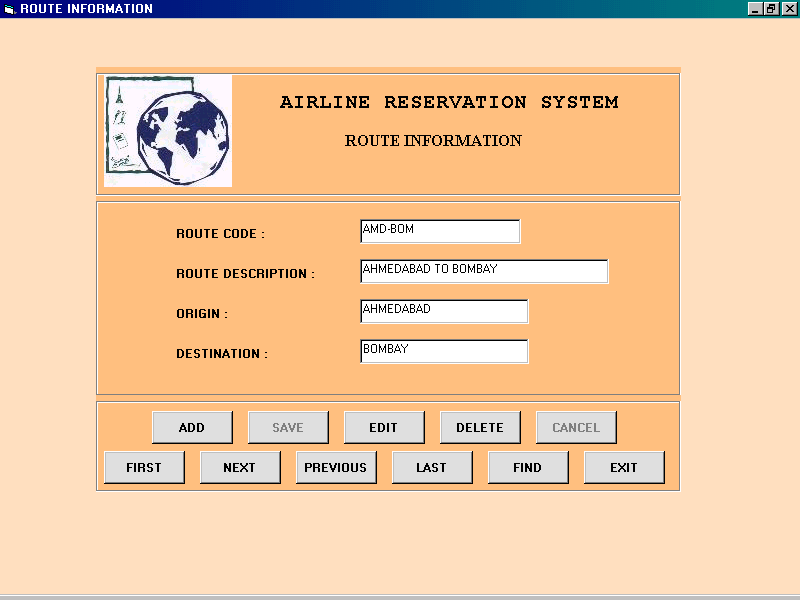 ROUTE INFORMATION
AIRLINE RESERVATION SYSTEM
ROUTE INFORMATION
ROUTE CODE : AMD-BOM
ROUTE DESCRIPTION : AHMEDABAD TO BOMBAY
ORIGIN : AHMEDABAD
DESTINATION : BOMBAY
ADD SAVE EDIT DELETE CANCEL
FIRST NEXT PREVIOUS LAST FIND EXIT